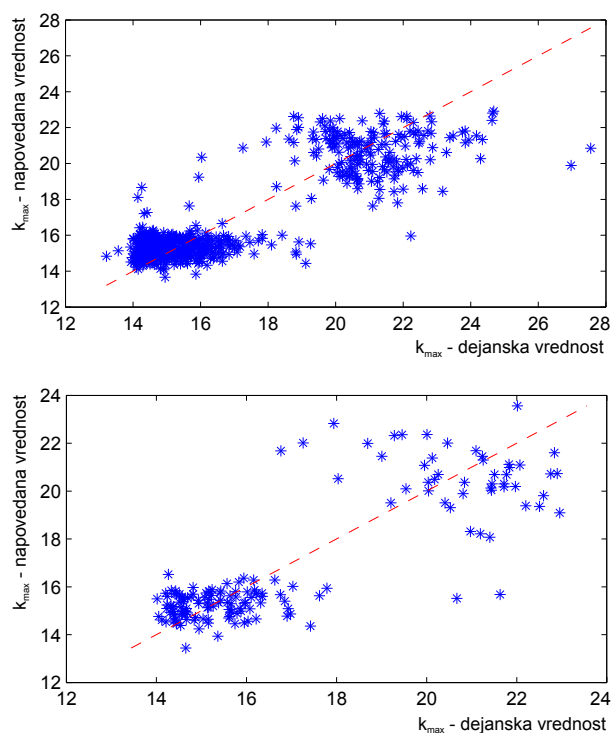 28
26
24
22
20
18
16
14
12
k_max - napovedana vrednost
12 14 16 18 20 22 24 26 28
k_max - dejanska vrednost
24
22
20
18
16
14
12
k_max - napovedana vrednost
12 14 16 18 20 22 24
k_max - dejanska vrednost